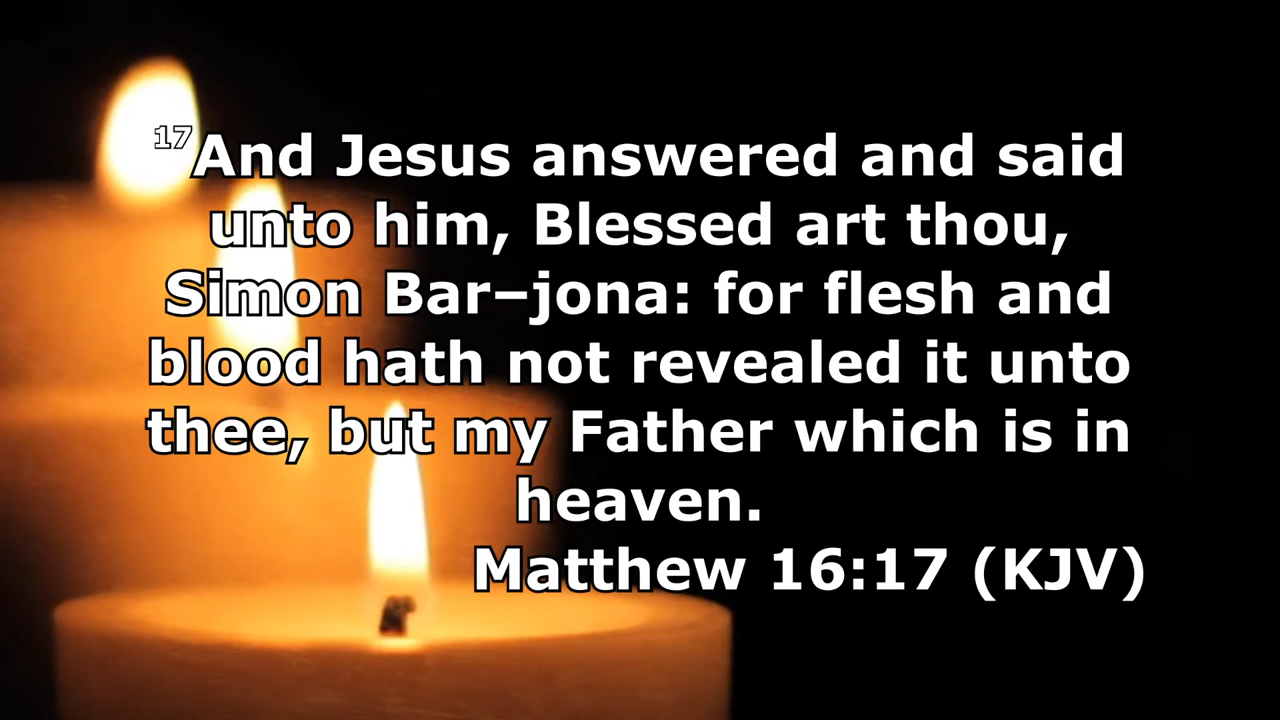 17And Jesus answered and said
unto him, Blessed art thou,
Simon Bar–jona: for flesh and
blood hath not revealed it unto
thee, but my Father which is in
heaven.
Matthew 16:17 (KJV)